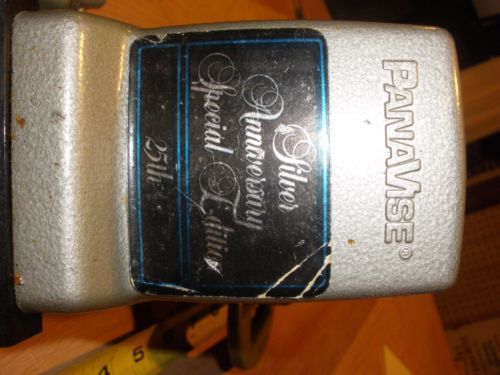 PANAVISE®
Silver
Anniversary
Special Edition
25th
5